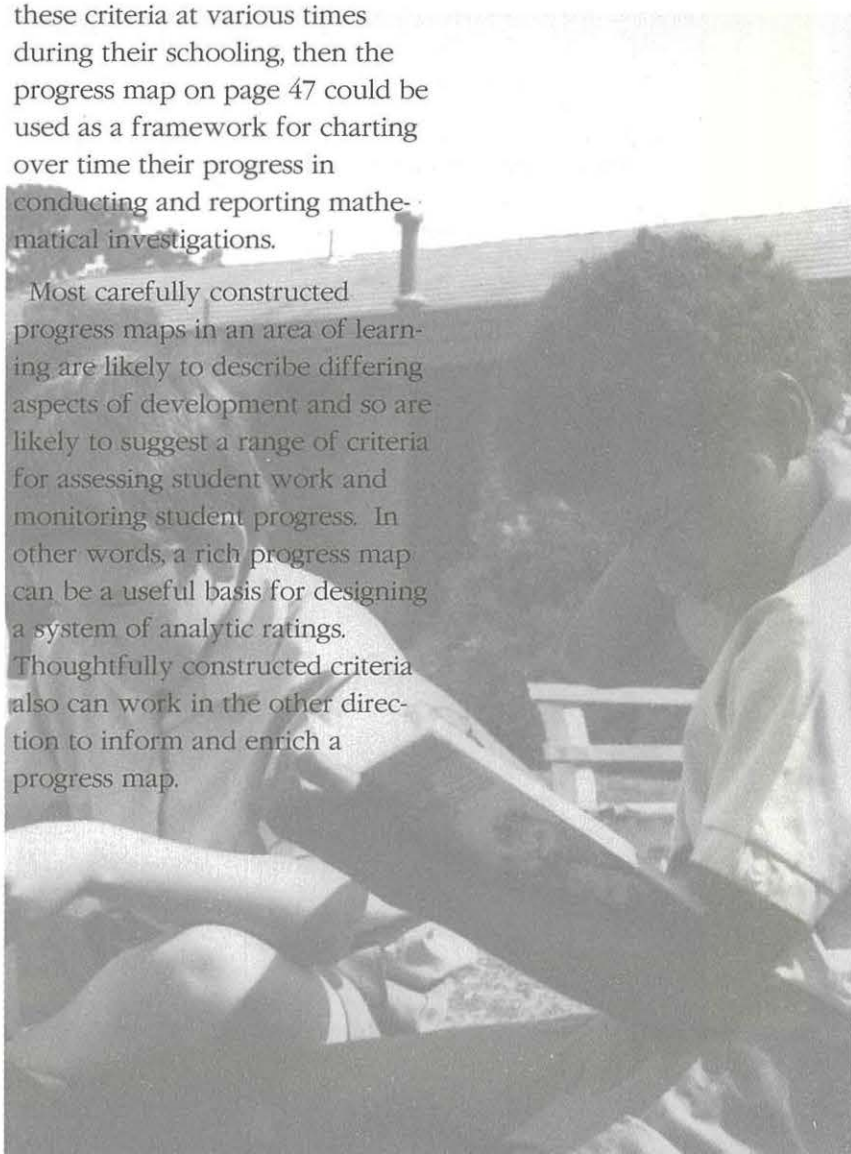 these criteria at various times
during their schooling, then the
progress map on page 47 could be
used as a framework for charting
over time their progress in
conducting and reporting mathe-
matical investigations.
Most carefully constructed
progress maps in an area of learn-
ing are likely to describe differing
aspects of development and so are
likely to suggest a range of criteria
for assessing student work and
monitoring student progress. In
other words, a rich progress map
can be a useful basis for designing
a system of analytic ratings.
Thoughtfully constructed criteria
also can work in the other direc-
tion to inform and enrich a
progress map.